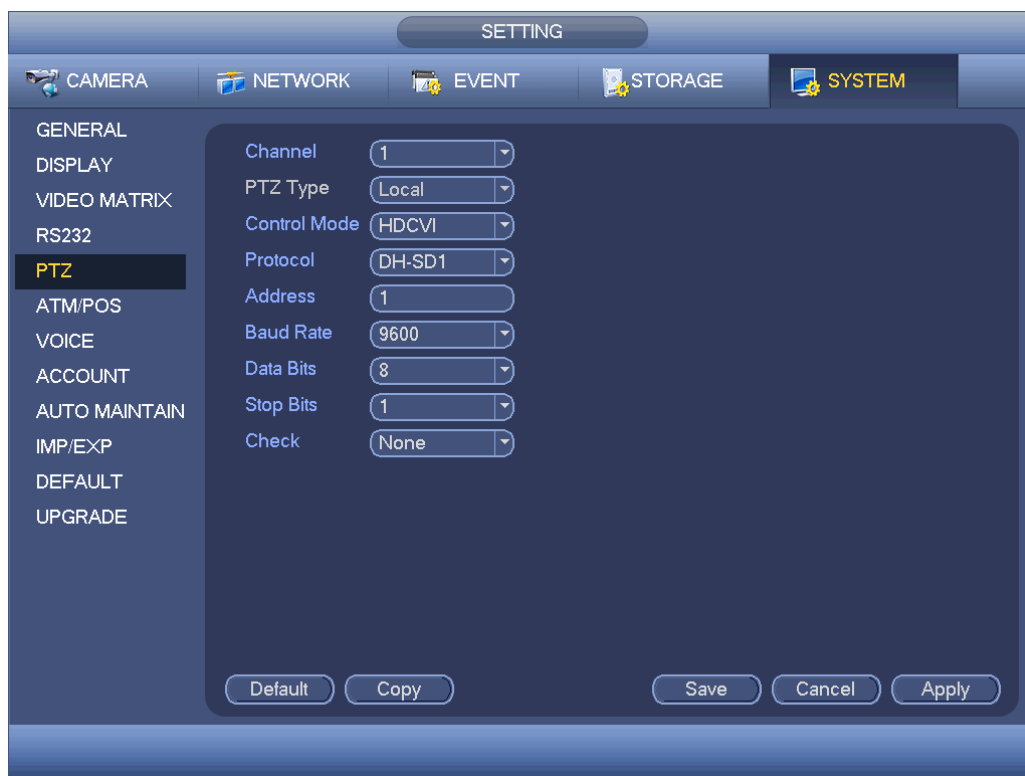 SETTING
CAMERA NETWORK EVENT STORAGE SYSTEM
GENERAL
DISPLAY
VIDEO MATRIX
RS232
PTZ
ATM/POS
VOICE
ACCOUNT
AUTO MAINTAIN
IMP/EXP
DEFAULT
UPGRADE
Channel 1
PTZ Type Local
Control Mode HDCVI
Protocol DH-SD1
Address 1
Baud Rate 9600
Data Bits 8
Stop Bits 1
Check None
Default Copy Save Cancel Apply